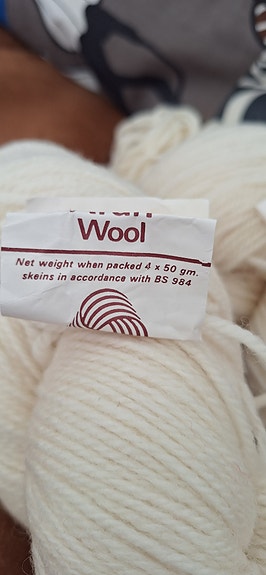 Wool
Net weight when packed 4 x 50 gm.
skeins in accordance with BS 984